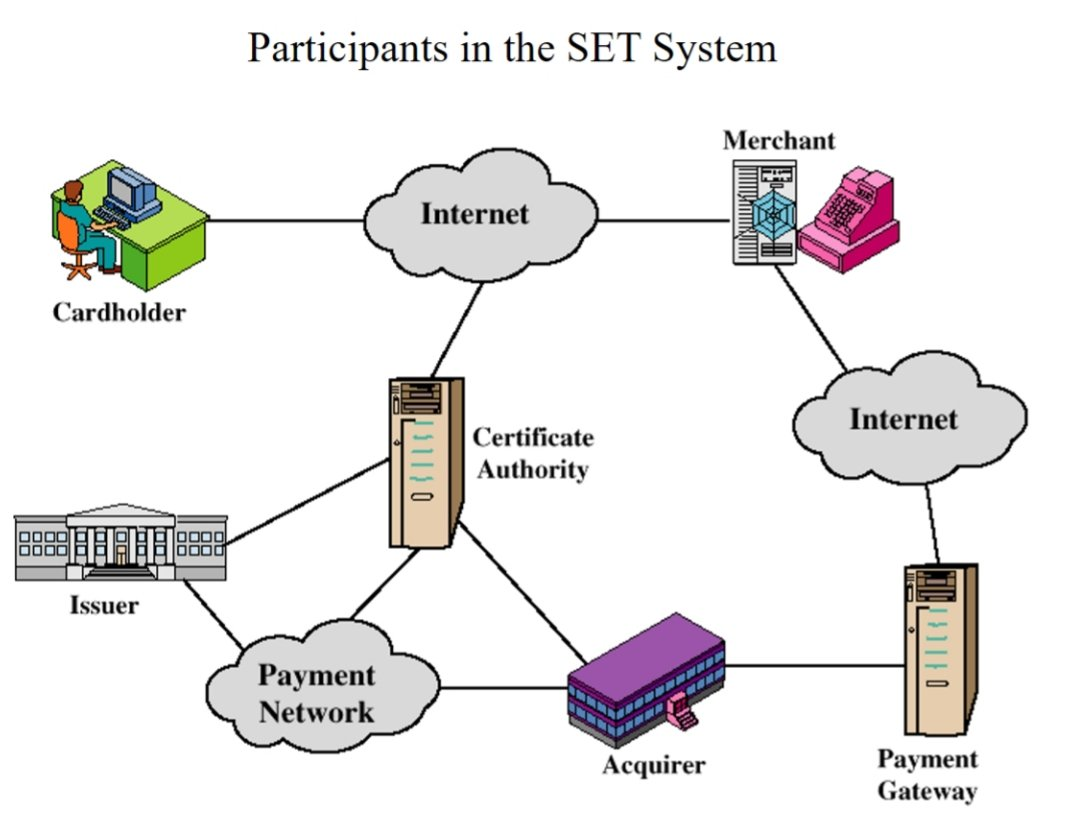 Participants in the SET System
Merchant
Internet
Cardholder
Internet
Certificate
Authority
Issuer
Payment
Network
Acquirer
Payment
Gateway